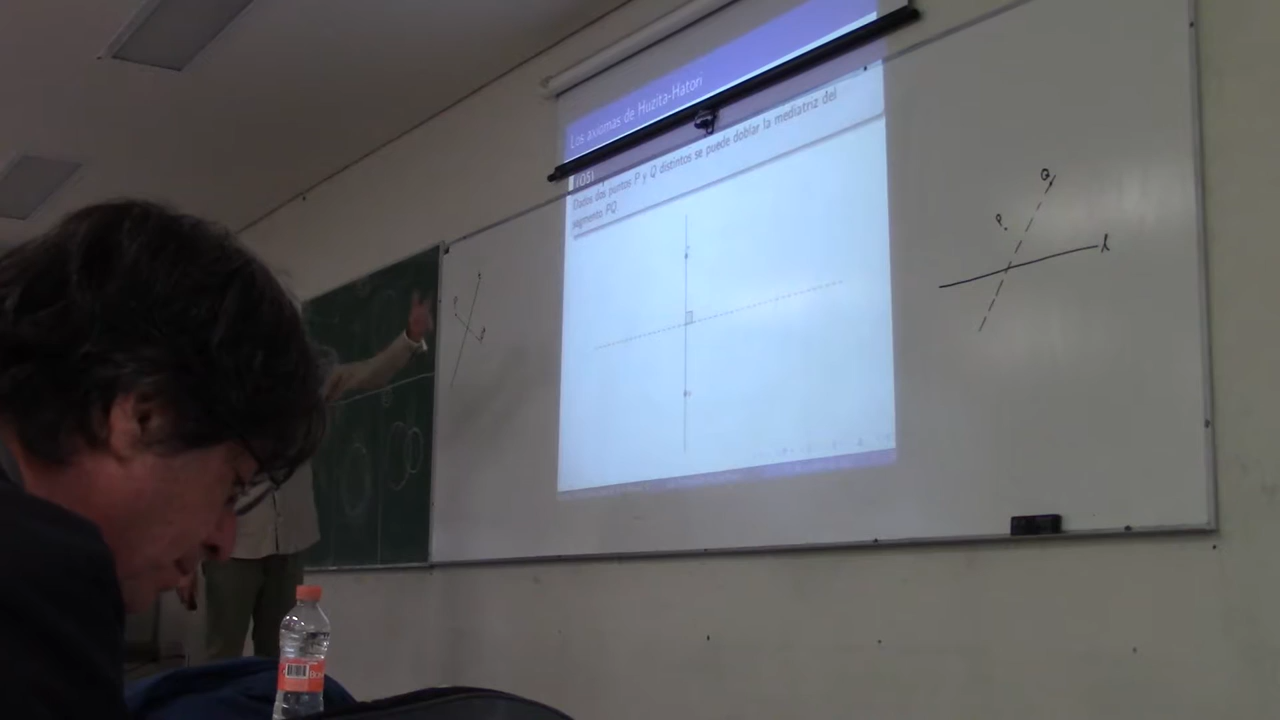 Los axiomas de Huzita-Hatori
(O5)
Dados dos puntos P y Q distintos se puede doblar la mediatriz del
segmento PQ.
Q
P
l